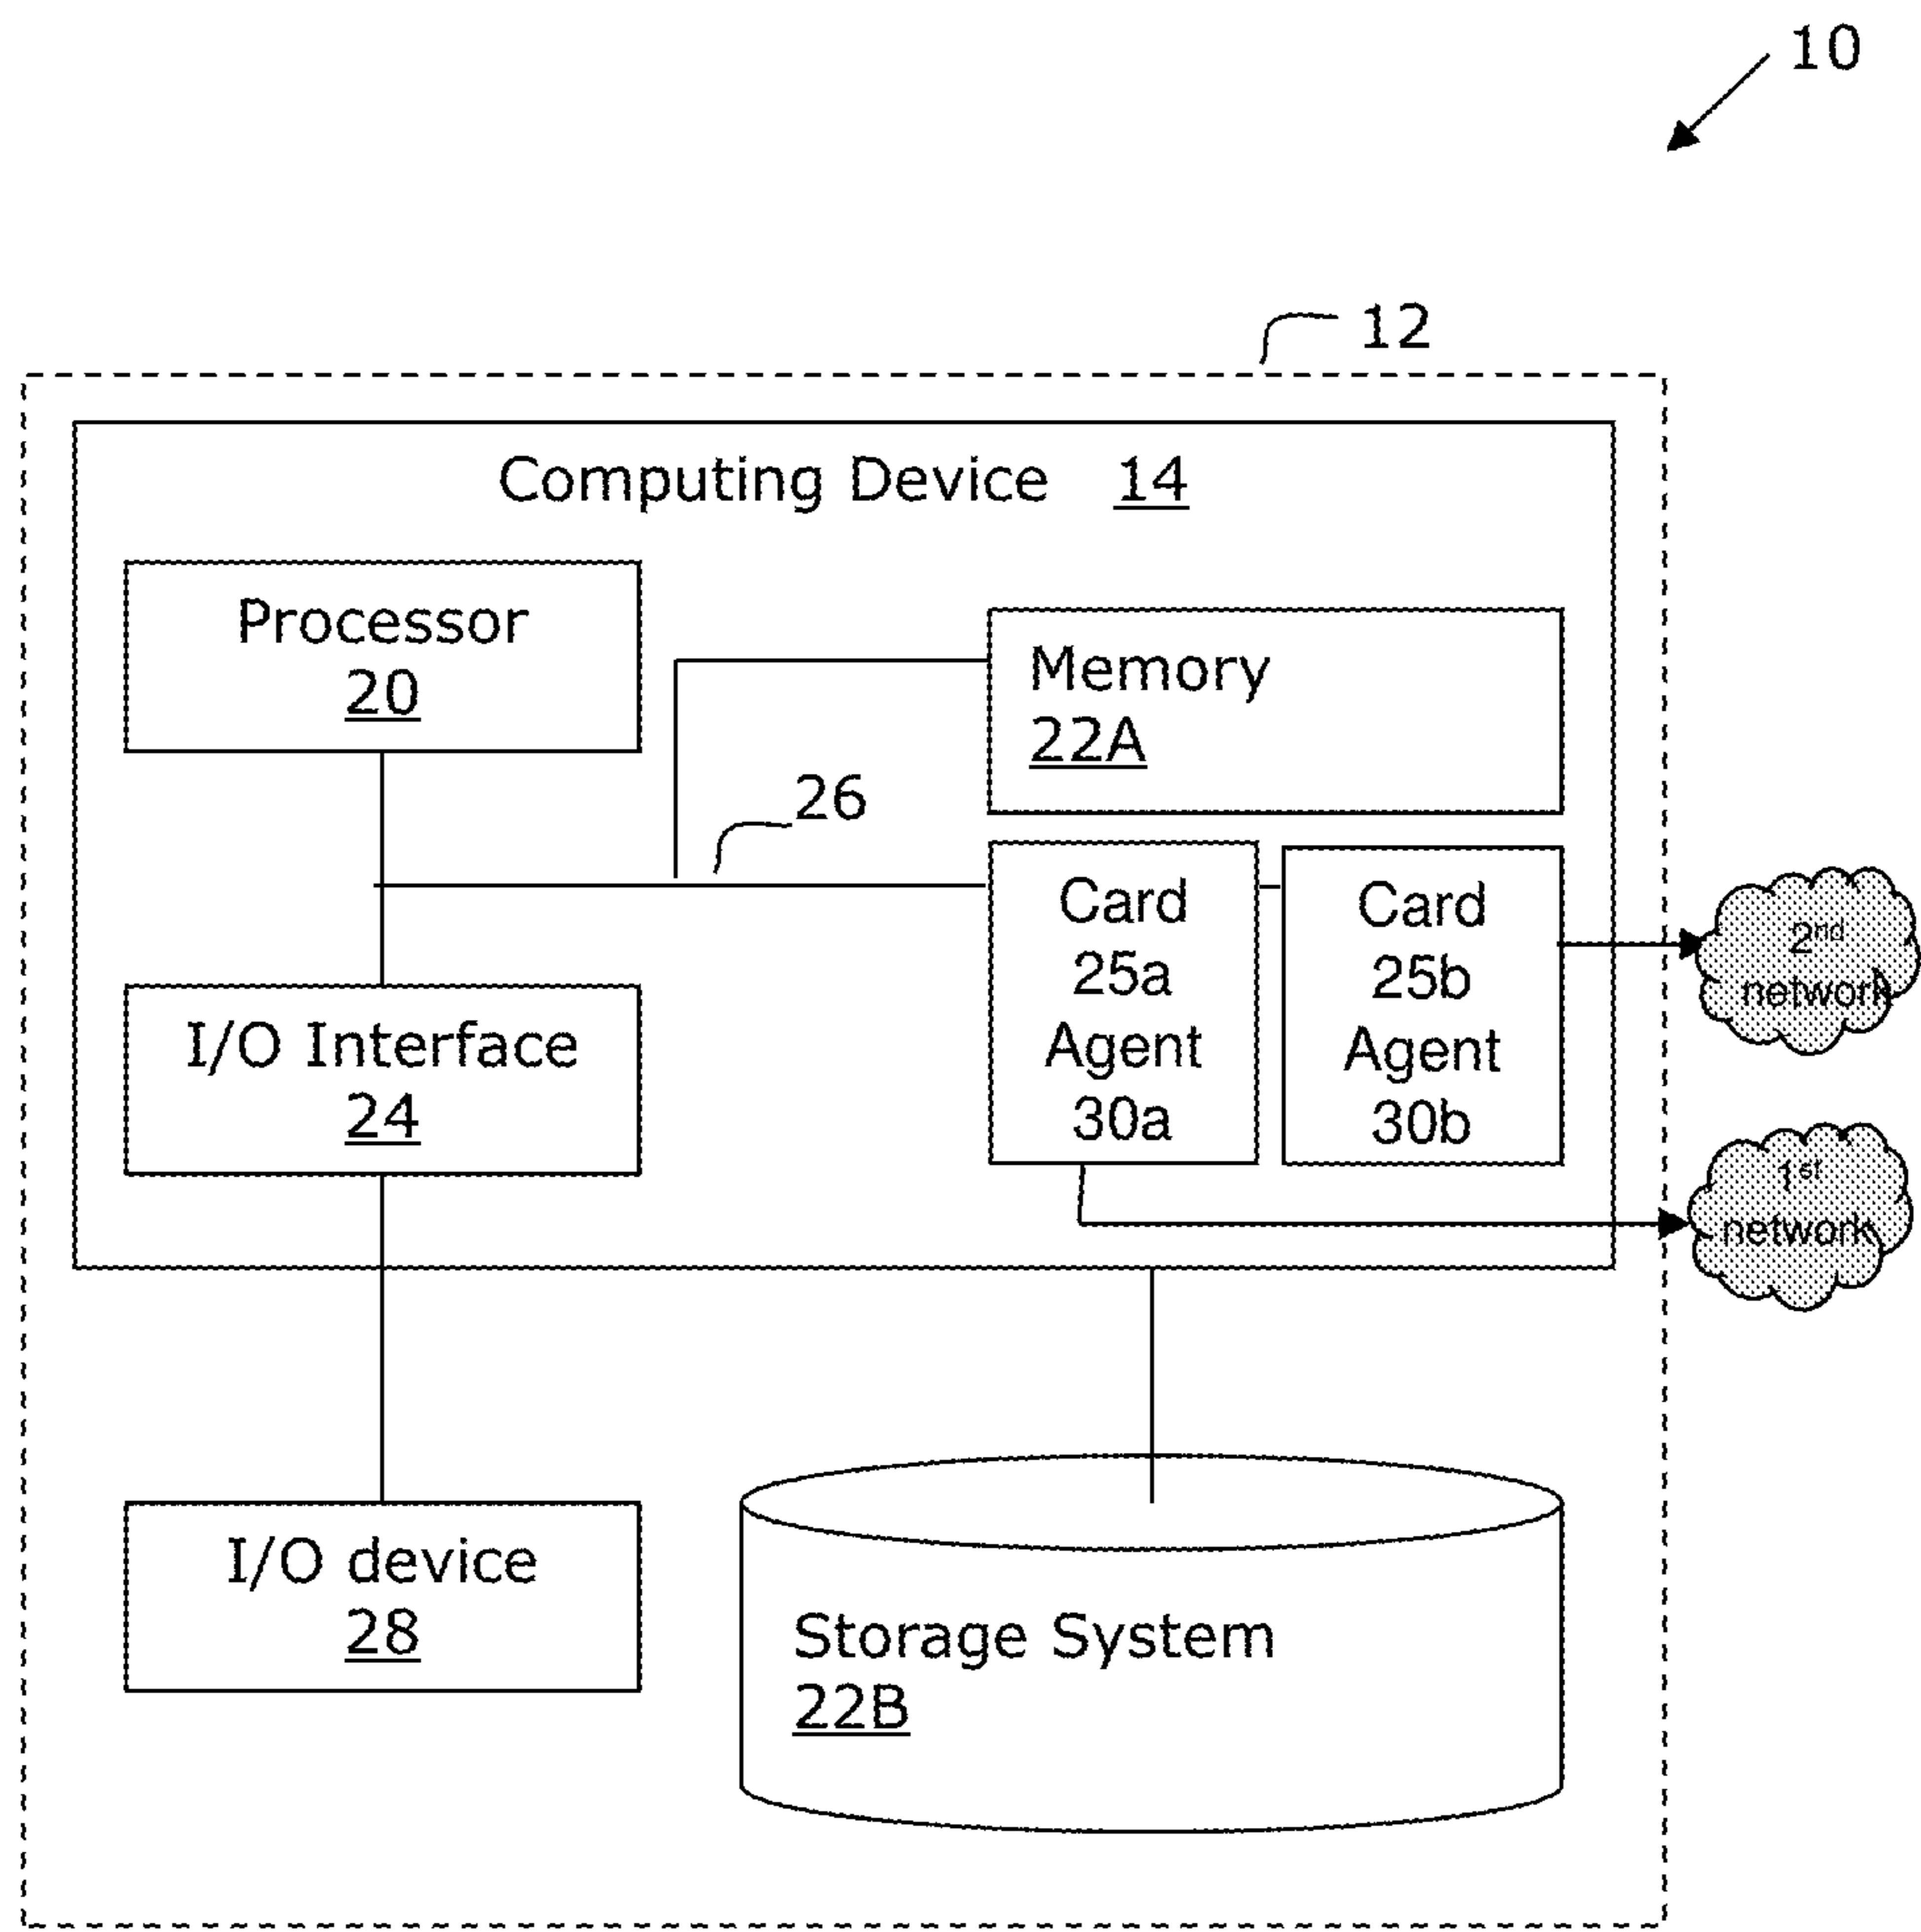 10
12
Computing Device 14
Processor
20
Memory
22A
26
Card
25a
Agent
30a
Card
25b
Agent
30b
2nd
network
I/O Interface
24
1st
network
I/O device
28
Storage System
22B